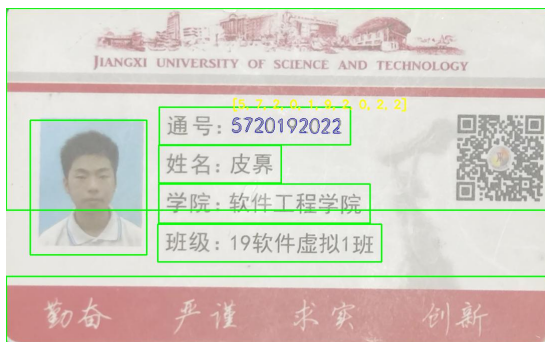 JIANGXI UNIVERSITY OF SCIENCE AND TECHNOLOGY
[5, 7, 2, 0, 1, 9, 2, 0, 2, 2]
通号: 5720192022
姓名: 皮奡
学院: 软件工程学院
班级: 19软件虚拟1班
勤奋 严谨 求实 创新